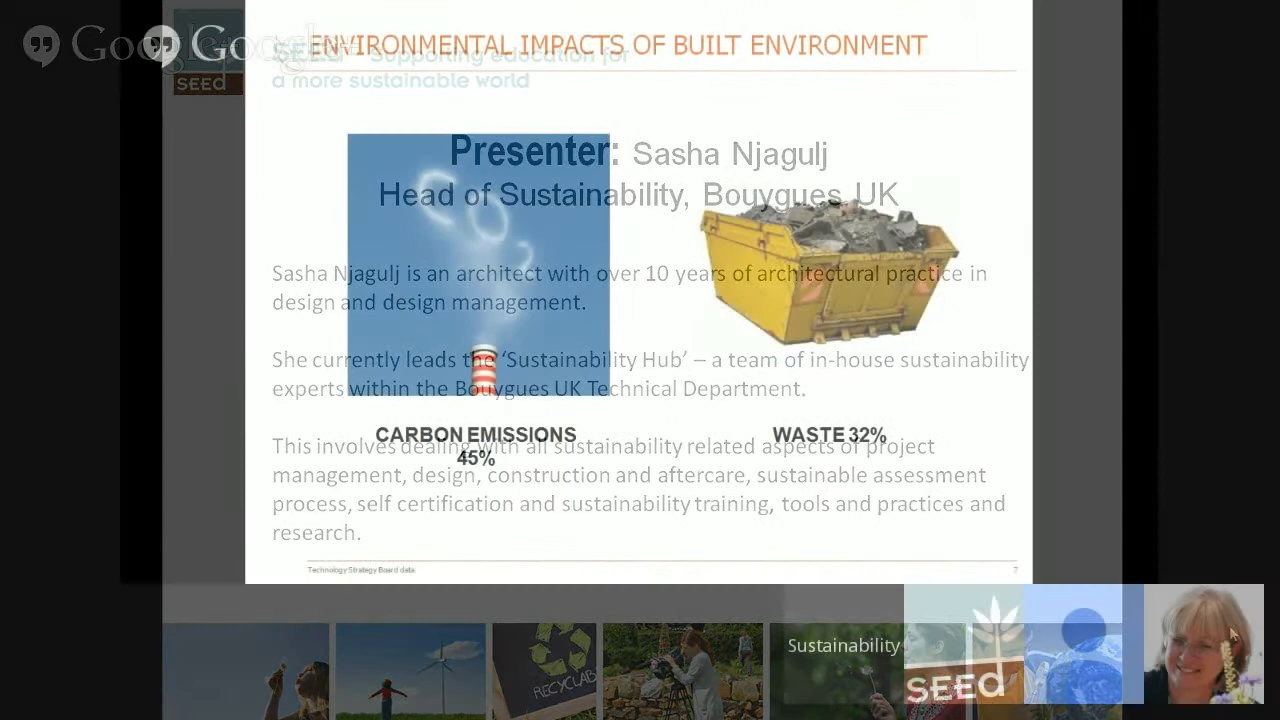 Google+ Google+
ENVIRONMENTAL IMPACTS OF BUILT ENVIRONMENT
SEEd - Supporting education for
a more sustainable world
SEEd
Presenter: Sasha Njagulj
Head of Sustainability, Bouygues UK
Sasha Njagulj is an architect with over 10 years of architectural practice in
design and design management.
She currently leads the ‘Sustainability Hub’ – a team of in-house sustainability
experts within the Bouygues UK Technical Department.
CARBON EMISSIONS
45%
WASTE 32%
This involves dealing with all sustainability related aspects of project
management, design, construction and aftercare, sustainable assessment
process, self certification and sustainability training, tools and practices and
research.
Technology Strategy Board data
7
RECYCLAB
Sustainability
SEEd